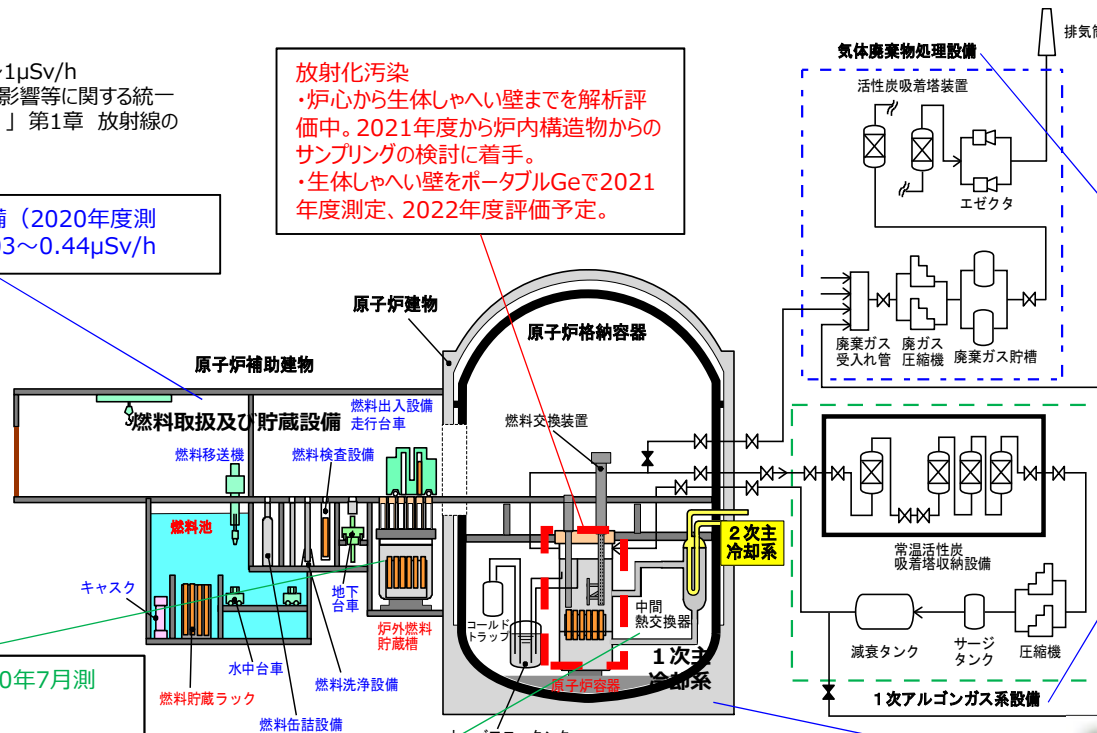 ~1μSv/h
影響等に関する統一
」第1章 放射線の
放射化汚染
・炉心から生体しゃへい壁までを解析評
価中。2021年度から炉内構造物からの
サンプリングの検討に着手。
・生体しゃへい壁をポータブルGeで2021
年度測定、2022年度評価予定。
備（2020年度測
03～0.44μSv/h
排気筒
気体廃棄物処理設備
活性炭吸着塔装置
エゼクタ
廃棄ガス
受入れ管
廃ガス
圧縮機
廃棄ガス貯槽
原子炉建物
原子炉格納容器
原子炉補助建物
燃料取扱及び貯蔵設備
燃料出入設備
走行台車
燃料移送機
燃料検査設備
燃料交換装置
燃料池
キャスク
地下
台車
炉外燃料
貯蔵槽
水中台車
燃料貯蔵ラック
燃料洗浄設備
燃料缶詰設備
コールド
トラップ
中間
熱交換器
2次主
冷却系
1次主
冷却系
原子炉容器
常温活性炭
吸着塔収納設備
減衰タンク
サージ
タンク
圧縮機
1次アルゴンガス系設備
0年7月測